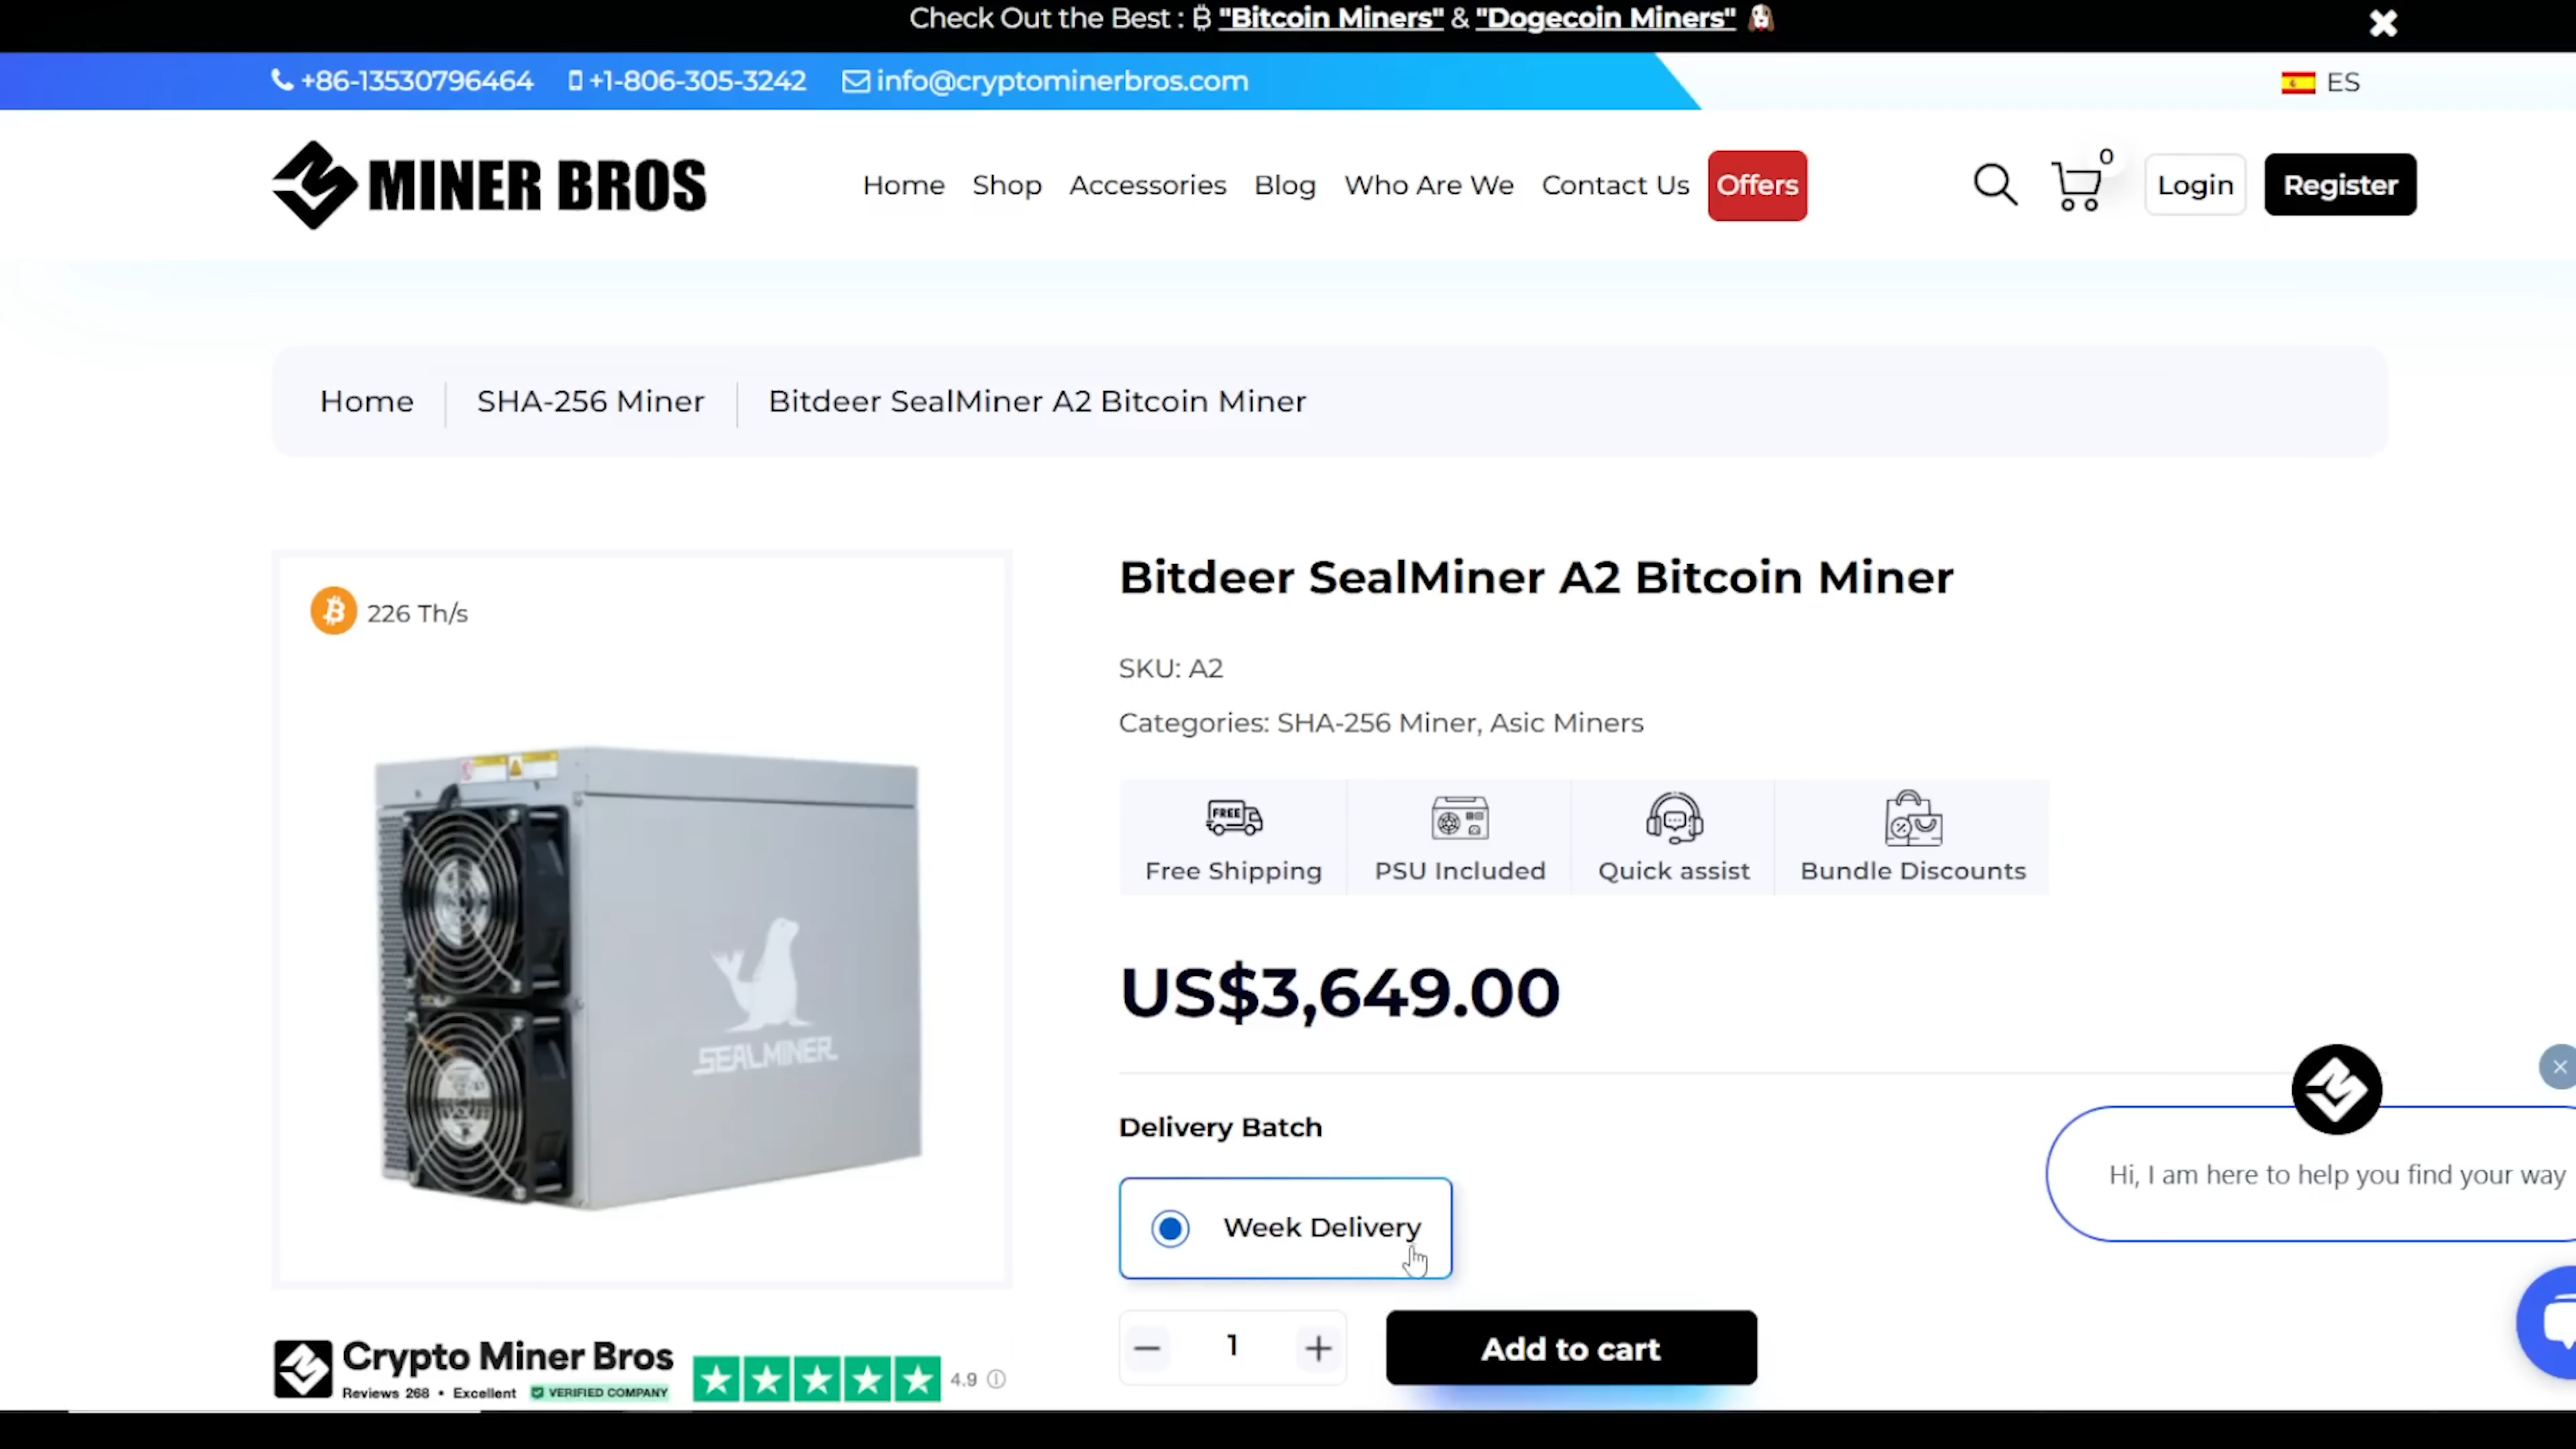 Check Out the Best : ₿ "Bitcoin Miners" & "Dogecoin Miners"
+86-13530796464 +1-806-305-3242 info@cryptominerbros.com ES
MINER BROS Home Shop Accessories Blog Who Are We Contact Us Offers 0 Login Register
Home SHA-256 Miner Bitdeer SealMiner A2 Bitcoin Miner
226 Th/s
SEALMINER
Bitdeer SealMiner A2 Bitcoin Miner
SKU: A2
Categories: SHA-256 Miner, Asic Miners
FREE
Free Shipping PSU Included Quick assist Bundle Discounts
US$3,649.00
Delivery Batch
Week Delivery
Hi, I am here to help you find your way
1 Add to cart
Crypto Miner Bros
Reviews 268 • Excellent VERIFIED COMPANY 4.9